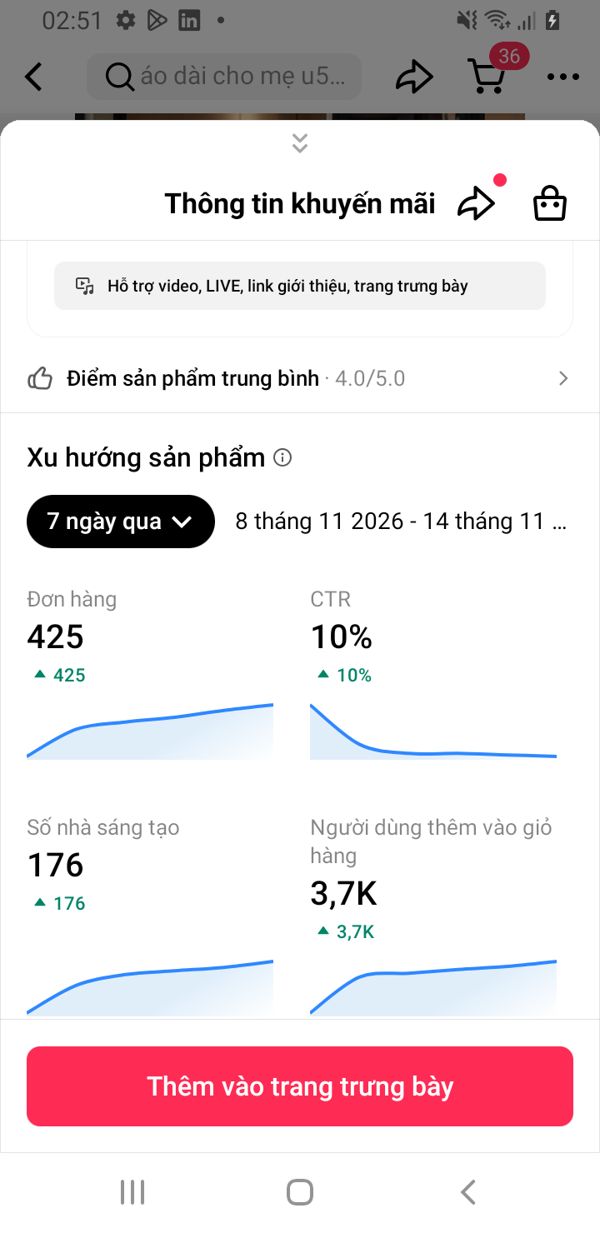 02:51
36
áo dài cho mẹ u5...
Thông tin khuyến mãi
Hỗ trợ video, LIVE, link giới thiệu, trang trưng bày
Điểm sản phẩm trung bình · 4.0/5.0
Xu hướng sản phẩm
7 ngày qua
8 tháng 11 2026 - 14 tháng 11 ...
Đơn hàng
425
425
CTR
10%
10%
Số nhà sáng tạo
176
176
Người dùng thêm vào giỏ
hàng
3,7K
3,7K
Thêm vào trang trưng bày